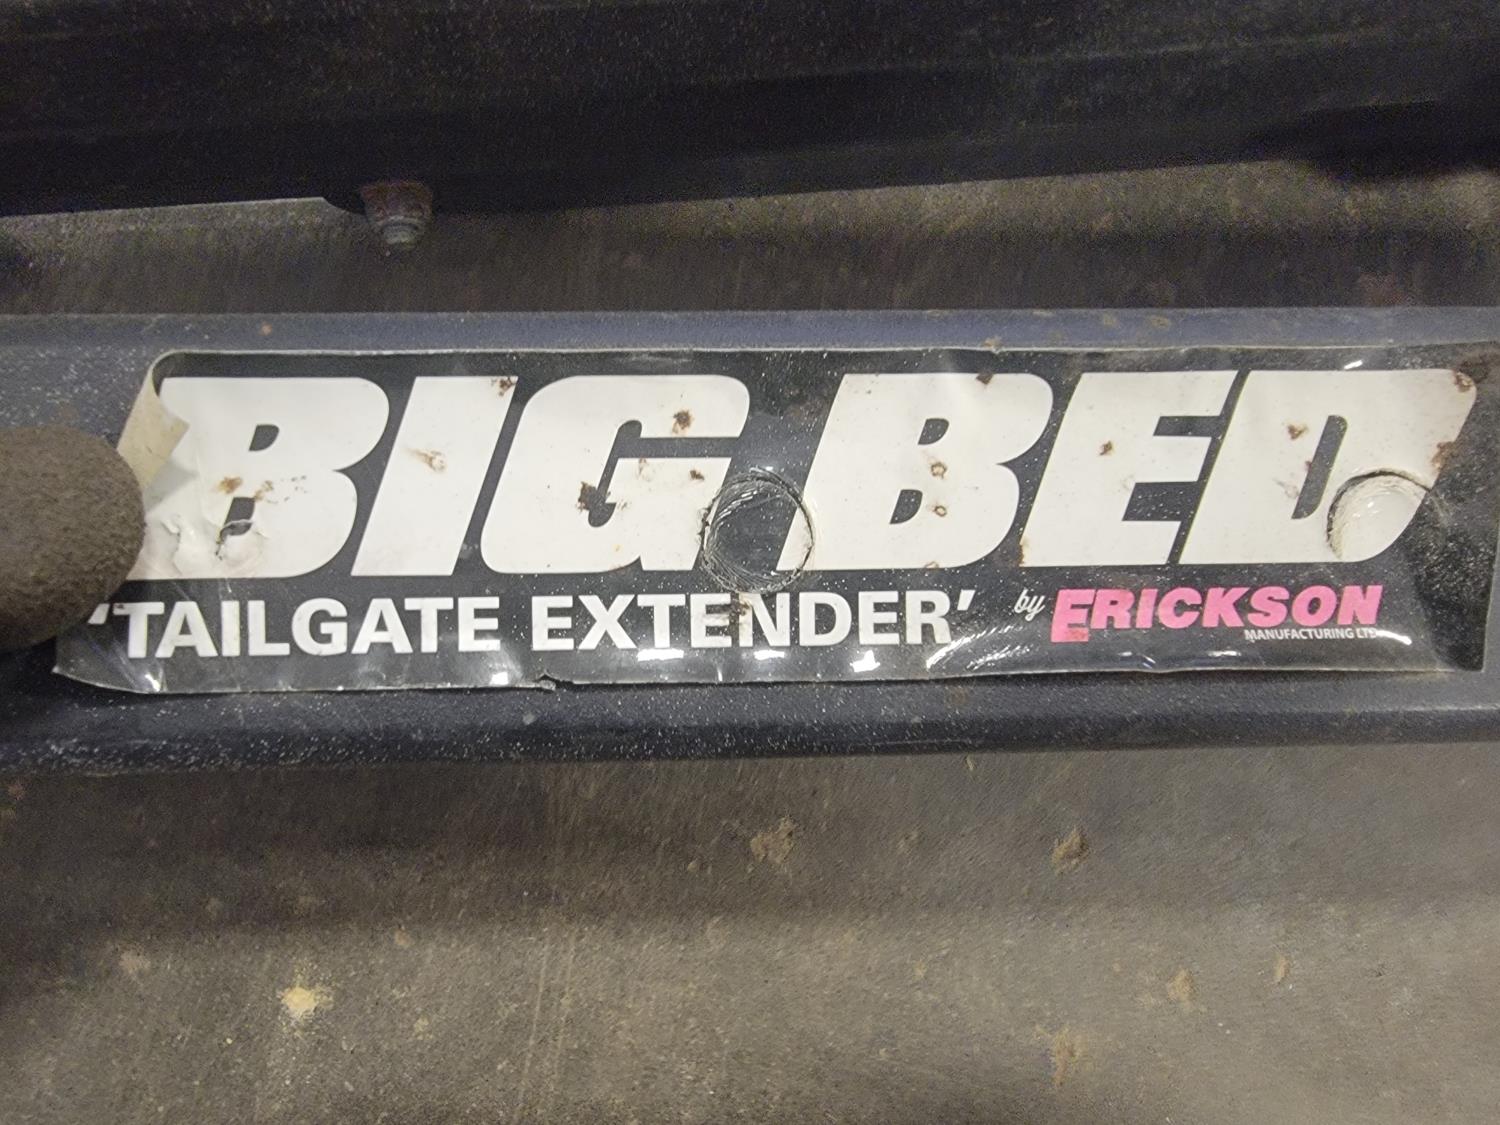 BIG BED
'TAILGATE EXTENDER' by ERICKSON
MANUFACTURING LTD